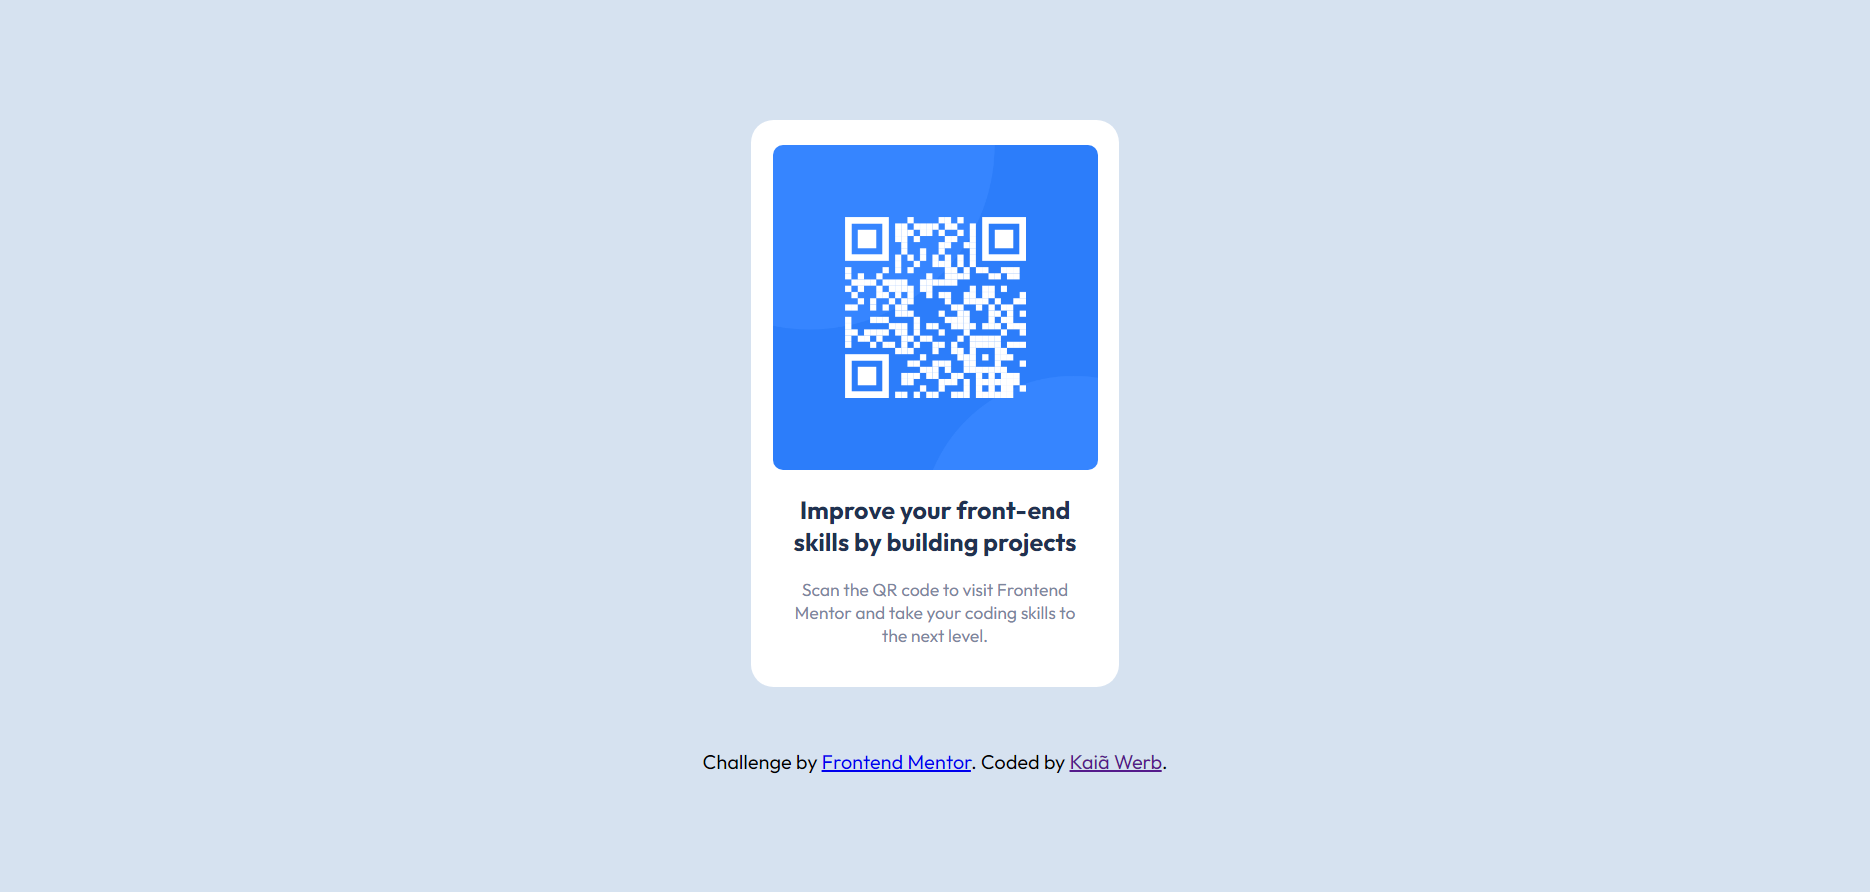 Improve your front-end
skills by building projects
Scan the QR code to visit Frontend
Mentor and take your coding skills to
the next level.
Challenge by Frontend Mentor. Coded by Kaiã Werb.